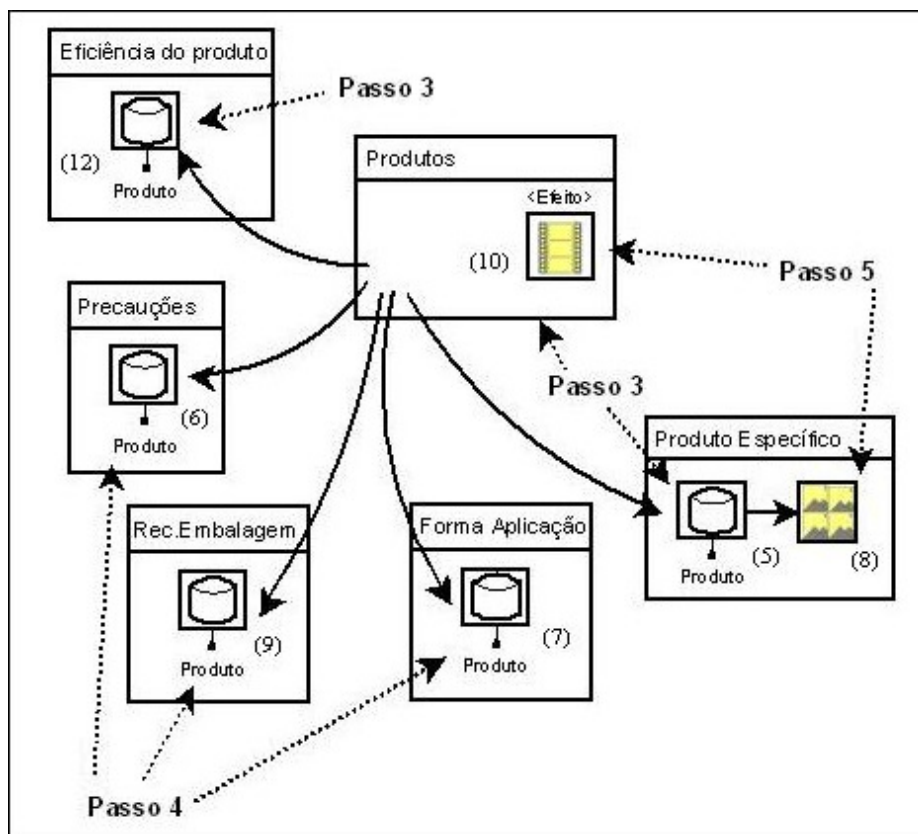 Eficiência do produto
Passo 3
(12)
Produto
Produtos
<Efeito>
(10)
Passo 5
Precauções
(6)
Produto
Passo 3
Produto Específico
(5)
(8)
Produto
Rec.Embalagem
(9)
Produto
Forma Aplicação
(7)
Produto
Passo 4